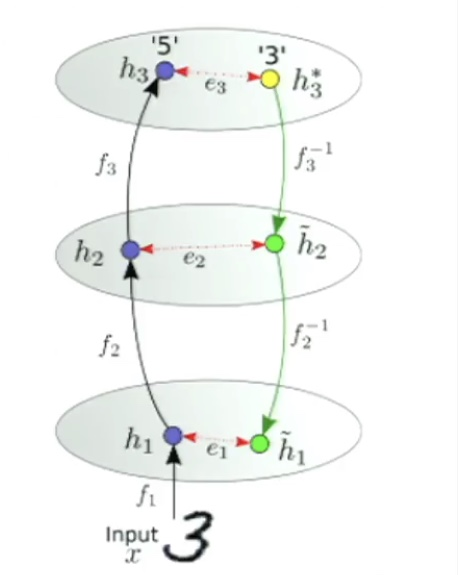 '5' '3'
h₃ e₃ h₃*
f₃ f₃⁻¹
h₂ e₂ h̃₂
f₂ f₂⁻¹
h₁ e₁ h̃₁
f₁
Input
x 3